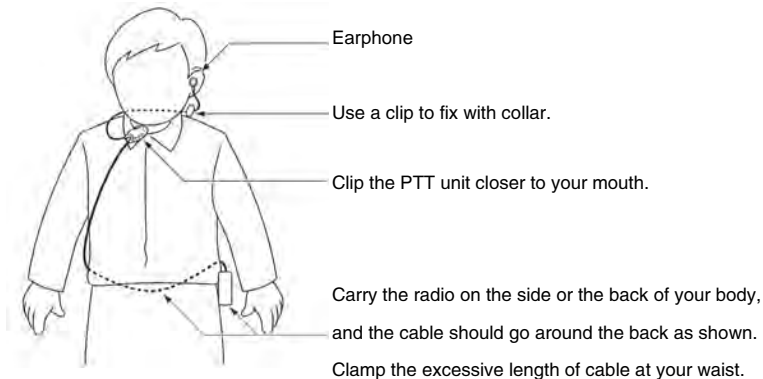 Earphone
Use a clip to fix with collar.
Clip the PTT unit closer to your mouth.
Carry the radio on the side or the back of your body,
and the cable should go around the back as shown.
Clamp the excessive length of cable at your waist.